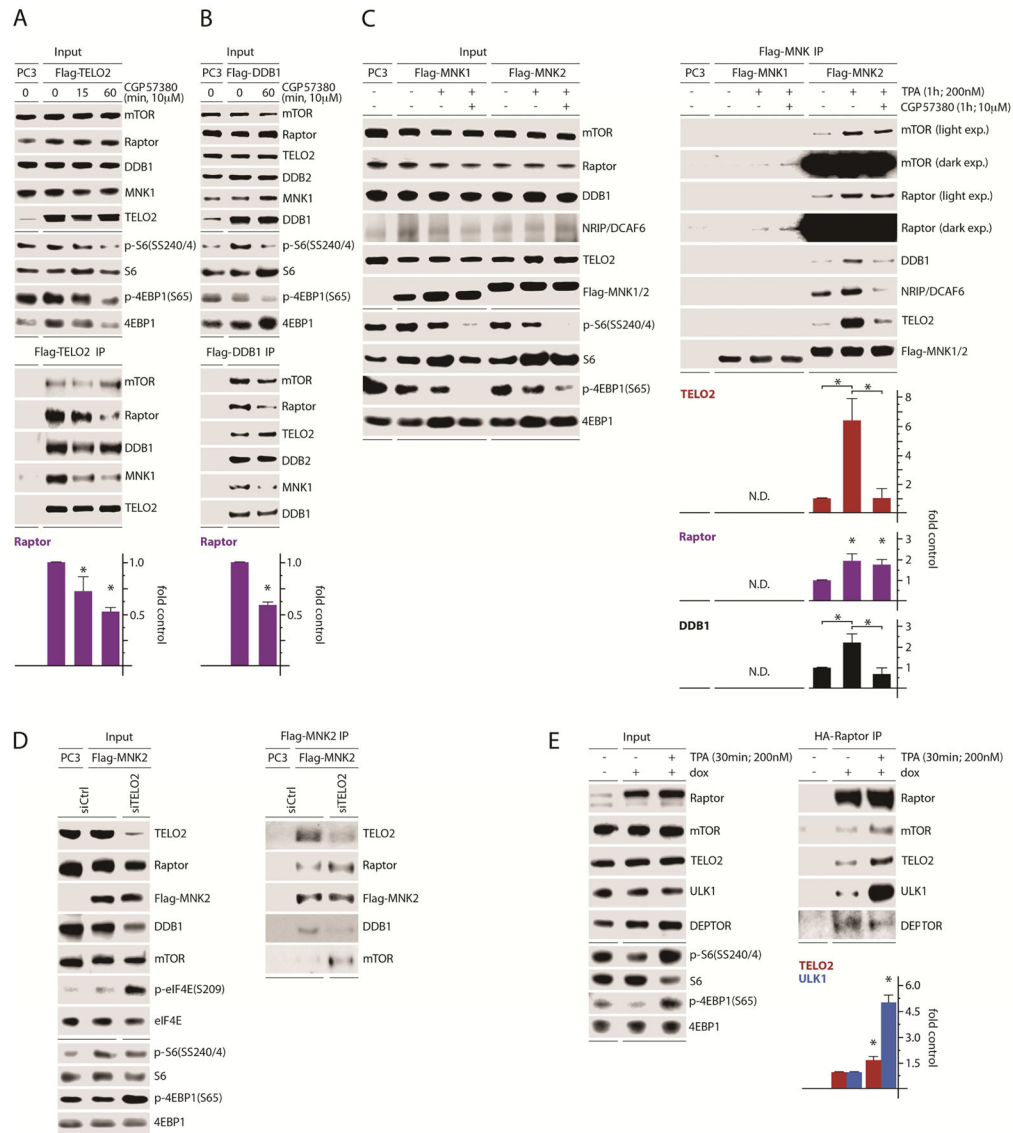 A
Input
PC3 Flag-TELO2
0 0 15 60 CGP57380 (min, 10μM)
mTOR
Raptor
DDB1
MNK1
TELO2
p-S6(SS240/4)
S6
p-4EBP1(S65)
4EBP1
Flag-TELO2 IP
mTOR
Raptor
DDB1
MNK1
TELO2
Raptor
1.0
0.5
* *
fold control
B
Input
PC3 Flag-DDB1
0 0 60 CGP57380 (min, 10μM)
mTOR
Raptor
TELO2
DDB2
MNK1
DDB1
p-S6(SS240/4)
S6
p-4EBP1(S65)
4EBP1
Flag-DDB1 IP
mTOR
Raptor
TELO2
DDB2
MNK1
DDB1
Raptor
1.0
0.5
*
fold control
C
Input
PC3 Flag-MNK1 Flag-MNK2
- - + + - + +
+ +
mTOR
Raptor
DDB1
NRIP/DCAF6
TELO2
Flag-MNK1/2
p-S6(SS240/4)
S6
p-4EBP1(S65)
4EBP1
Flag-MNK IP
PC3 Flag-MNK1 Flag-MNK2
- - + + - + + TPA (1h; 200nM)
+ + CGP57380 (1h; 10μM)
mTOR (light exp.)
mTOR (dark exp.)
Raptor (light exp.)
Raptor (dark exp.)
DDB1
NRIP/DCAF6
TELO2
Flag-MNK1/2
TELO2
* *
8
6
4
2
N.D.
Raptor
* *
3
2
1
N.D.
DDB1
* *
3
2
1
N.D.
fold control
D
Input
PC3 Flag-MNK2
siCtrl siTELO2
TELO2
Raptor
Flag-MNK2
DDB1
mTOR
p-eIF4E(S209)
eIF4E
p-S6(SS240/4)
S6
p-4EBP1(S65)
4EBP1
Flag-MNK2 IP
PC3 Flag-MNK2
siCtrl siTELO2
TELO2
Raptor
Flag-MNK2
DDB1
mTOR
E
Input
+ TPA (30min; 200nM)
- + + dox
Raptor
mTOR
TELO2
ULK1
DEPTOR
p-S6(SS240/4)
S6
p-4EBP1(S65)
4EBP1
HA-Raptor IP
+ TPA (30min; 200nM)
- + + dox
Raptor
mTOR
TELO2
ULK1
DEPTOR
TELO2
ULK1
* *
6.0
4.5
3.0
1.5
fold control